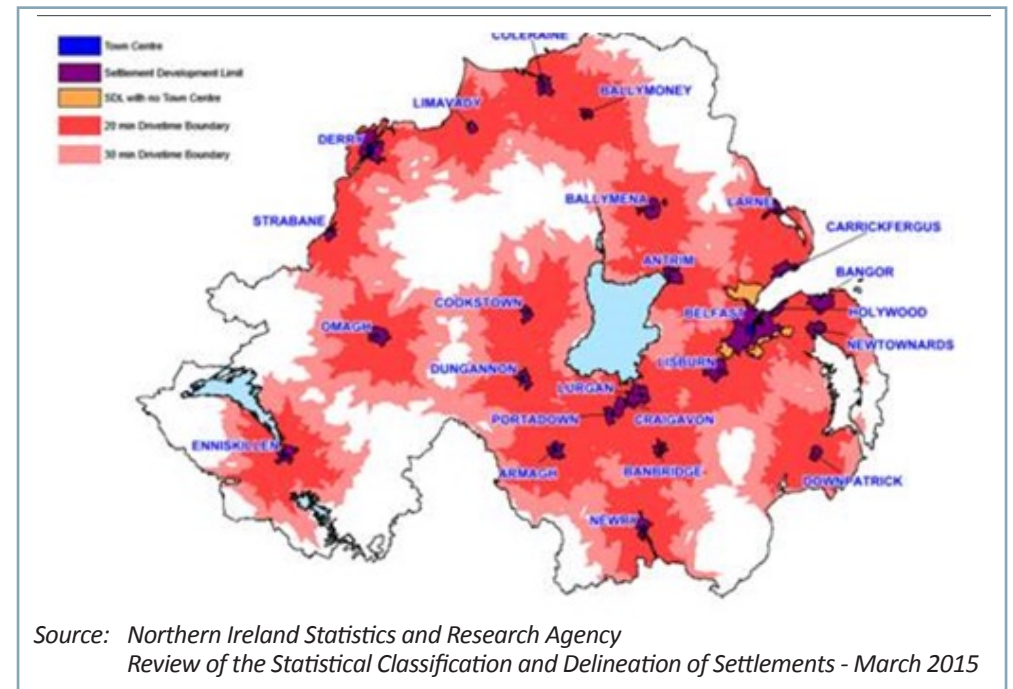 Town Centre
Settlement Development Limit
SDL with no Town Centre
20 min Drivetime Boundary
30 min Drivetime Boundary
COLERAINE
BALLYMONEY
LIMAVADY
DERRY
BALLYMENA
LARNE
STRABANE
CARRICKFERGUS
ANTRIM
BANGOR
COOKSTOWN
BELFAST
HOLYWOOD
OMAGH
NEWTOWNARDS
LISBURN
DUNGANNON
LURGAN
PORTADOWN
CRAIGAVON
ENNISKILLEN
ARMAGH
BANBRIDGE
DOWNPATRICK
NEWRY
Source: Northern Ireland Statistics and Research Agency
Review of the Statistical Classification and Delineation of Settlements - March 2015